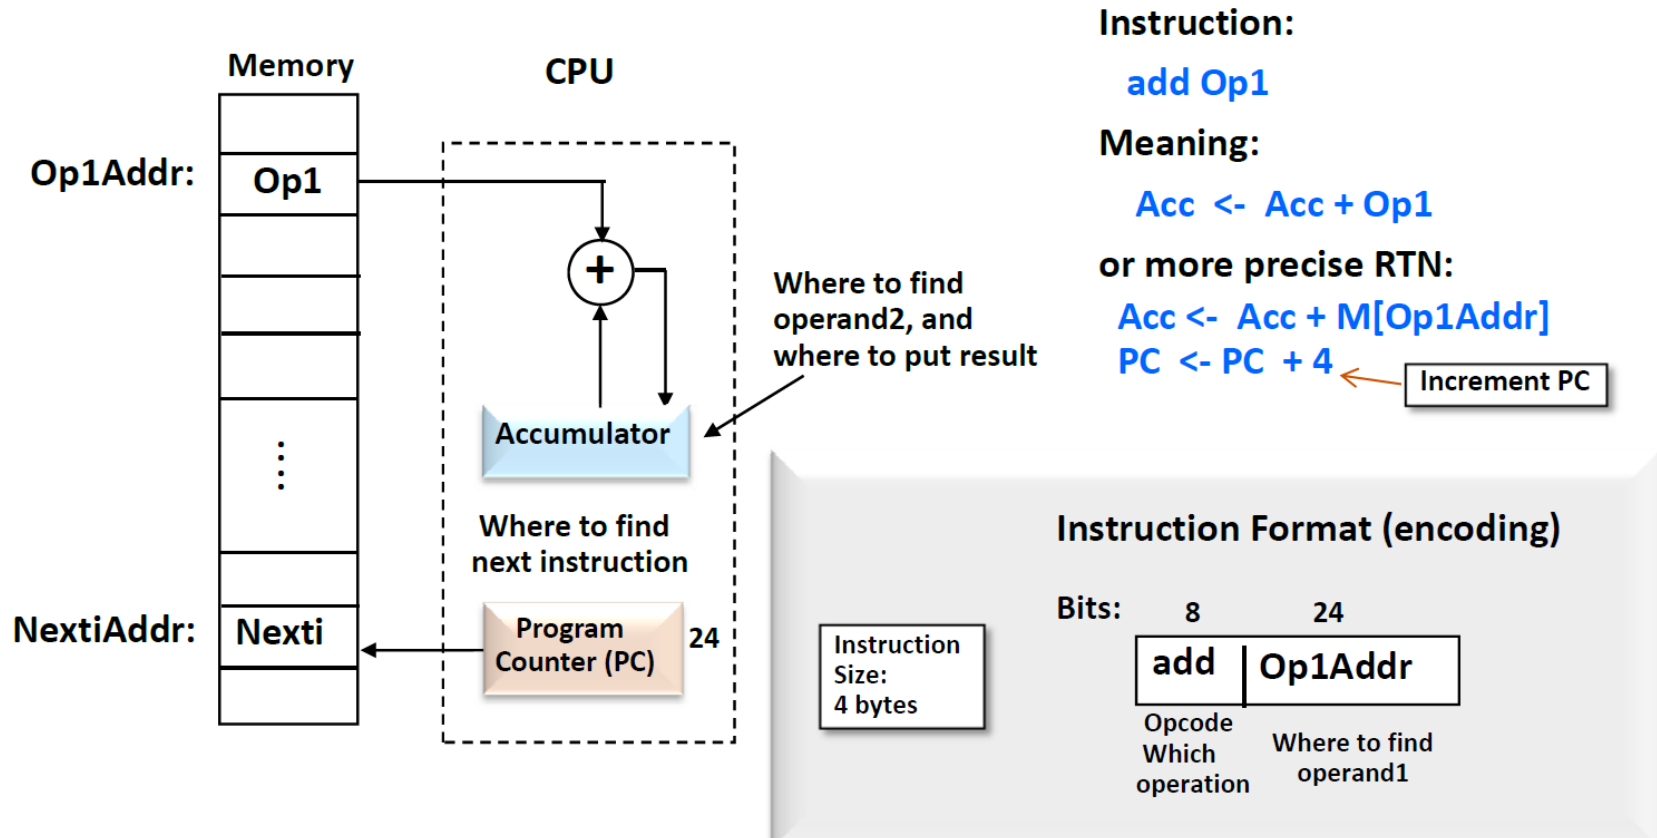 Memory
CPU
Op1Addr:
Op1
+
Where to find
operand2, and
where to put result
Accumulator
Where to find
next instruction
NextiAddr:
Nexti
Program
Counter (PC)
24
Instruction:
add Op1
Meaning:
Acc <- Acc + Op1
or more precise RTN:
Acc <- Acc + M[Op1Addr]
PC <- PC + 4
Increment PC
Instruction Format (encoding)
Bits:
8
24
Instruction
Size:
4 bytes
add
Op1Addr
Opcode
Which
operation
Where to find
operand1